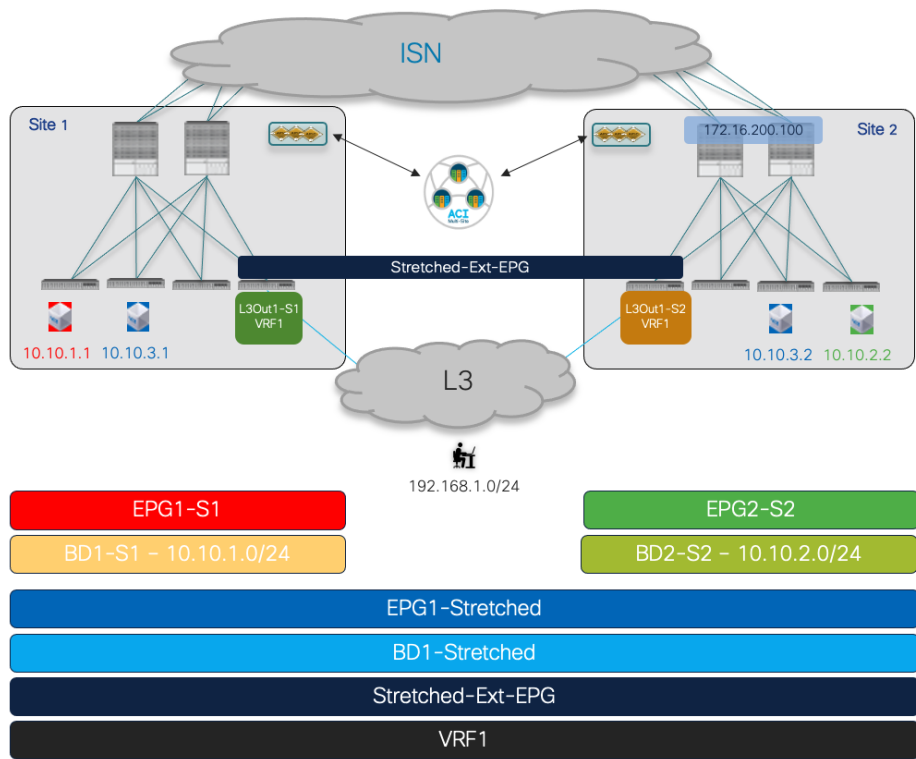 ISN
Site 1
172.16.200.100
Site 2
ACI
Multi-Site
Stretched-Ext-EPG
L3Out1-S1
VRF1
L3Out1-S2
VRF1
10.10.1.1
10.10.3.1
10.10.3.2
10.10.2.2
L3
192.168.1.0/24
EPG1-S1
EPG2-S2
BD1-S1 – 10.10.1.0/24
BD2-S2 – 10.10.2.0/24
EPG1-Stretched
BD1-Stretched
Stretched-Ext-EPG
VRF1